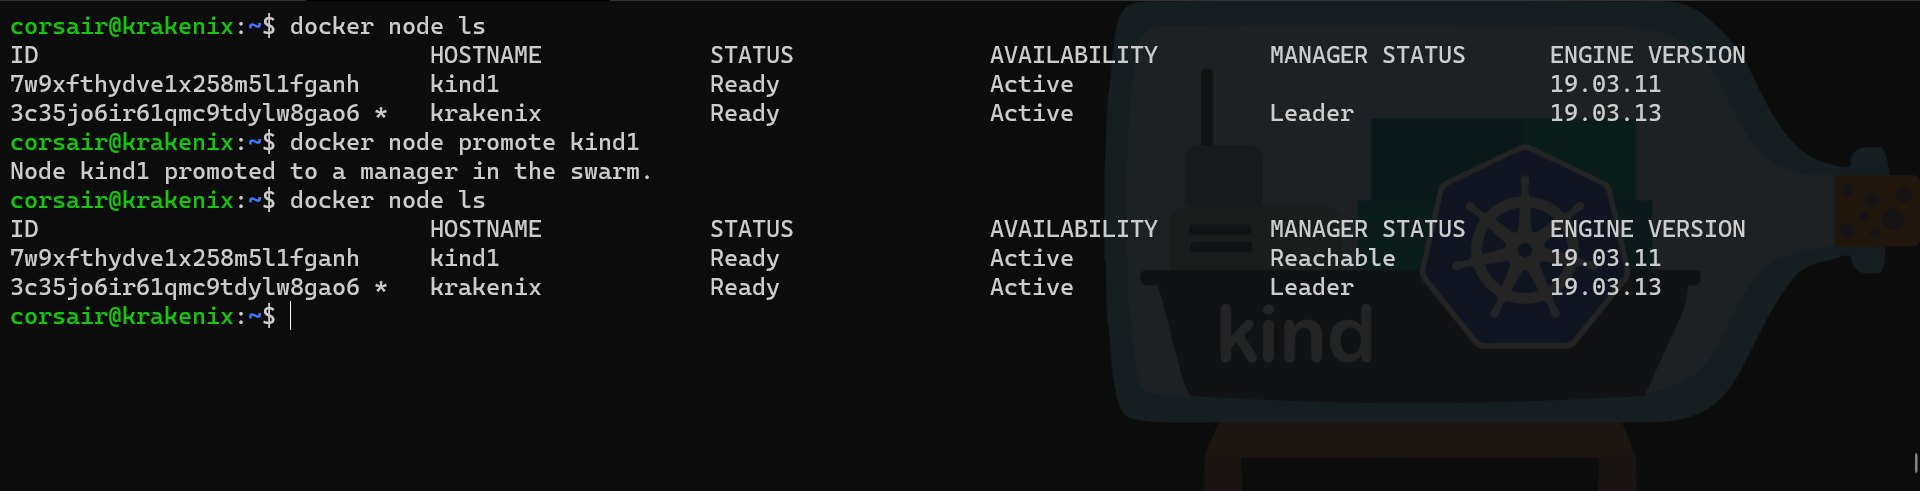 corsair@krakenix:~$ docker node ls
ID HOSTNAME STATUS AVAILABILITY MANAGER STATUS ENGINE VERSION
7w9xfthydve1x258m5l1fganh kind1 Ready Active 19.03.11
3c35jo6ir61qmc9tdylw8gao6 * krakenix Ready Active Leader 19.03.13
corsair@krakenix:~$ docker node promote kind1
Node kind1 promoted to a manager in the swarm.
corsair@krakenix:~$ docker node ls
ID HOSTNAME STATUS AVAILABILITY MANAGER STATUS ENGINE VERSION
7w9xfthydve1x258m5l1fganh kind1 Ready Active Reachable 19.03.11
3c35jo6ir61qmc9tdylw8gao6 * krakenix Ready Active Leader 19.03.13
corsair@krakenix:~$
kind